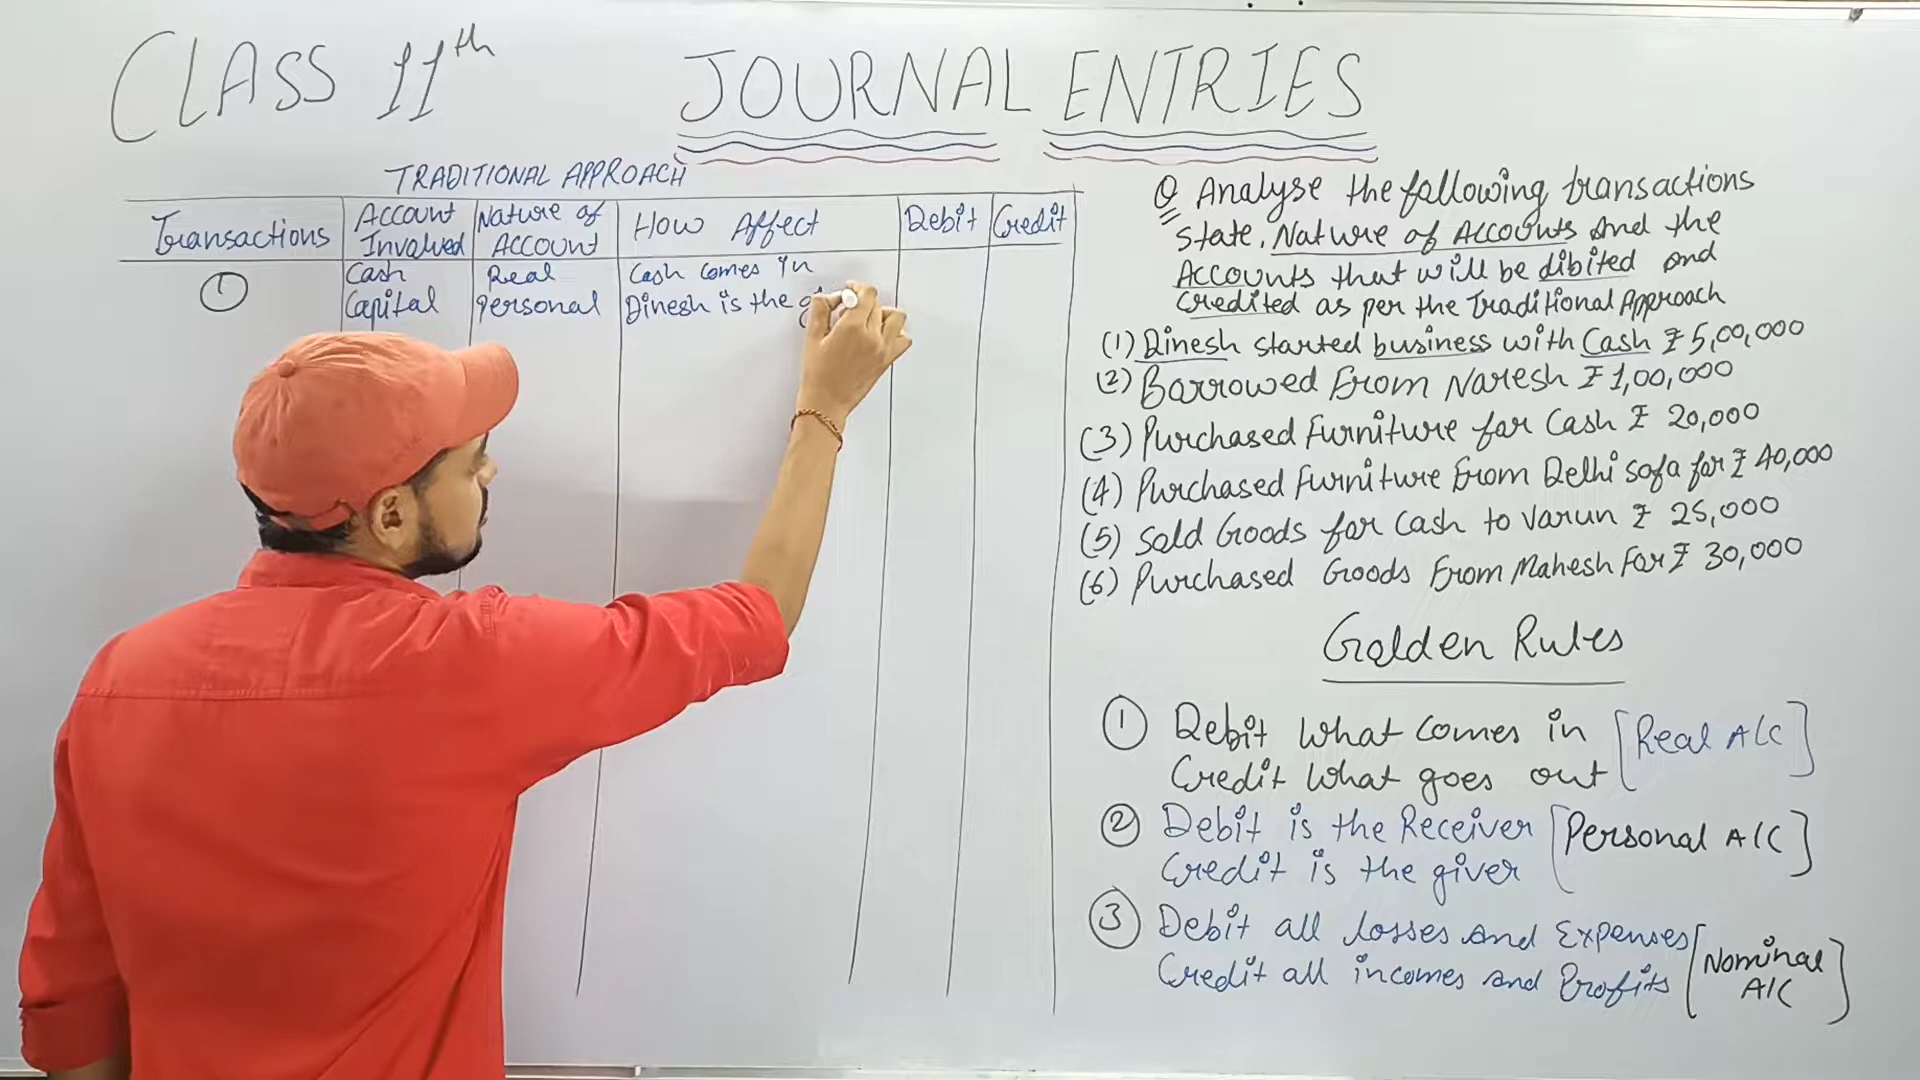 CLASS 11th
JOURNAL ENTRIES
TRADITIONAL APPROACH
Transactions
Account Involved
Nature of Account
How Affect
Debit
Credit
1
Cash
Real
Cash comes in
Capital
Personal
Dinesh is the
Q Analyse the following transactions
State, Nature of Accounts and the
Accounts that will be dibited and
Credited as per the Traditional Approach
(1) Dinesh started business with Cash ₹ 5,00,000
(2) Barrowed From Naresh ₹ 1,00,000
(3) Purchased Furniture for Cash ₹ 20,000
(4) Purchased Furniture From Delhi Sofa for ₹ 40,000
(5) Sold Goods for Cash to Varun ₹ 25,000
(6) Purchased Goods From Mahesh For ₹ 30,000
Golden Rules
1 Debit What Comes in [Real A/C]
Credit What goes out
2 Debit is the Receiver [Personal A/C]
Credit is the giver
3 Debit all losses and Expenses [Nominal A/C]
Credit all incomes and Profits